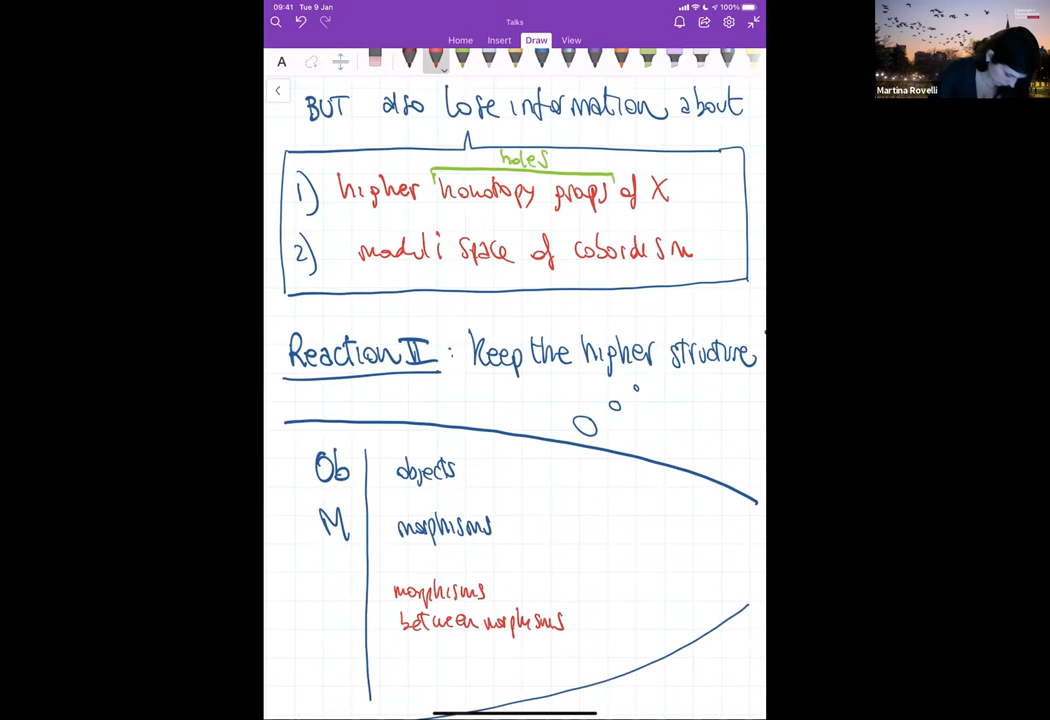 09:41 Tue 9 Jan
100%
Talks
Home Insert Draw View
A
Martina Rovelli
BUT also lose information about
holes
1) higher homotopy groups of X
2) moduli space of cobordism
Reaction II : Keep the higher structure
Ob objects
M morphisms
morphisms
between morphisms